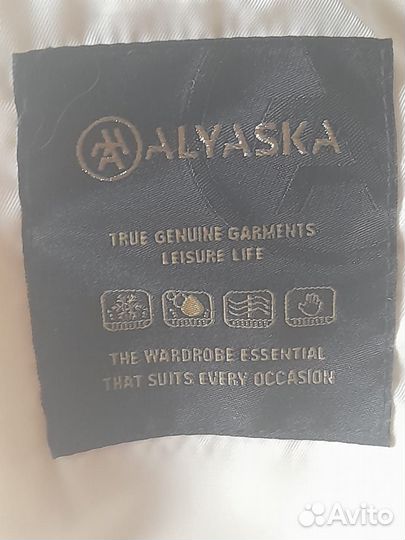 ALYASKA
TRUE GENUINE GARMENTS
LEISURE LIFE
THE WARDROBE ESSENTIAL
THAT SUITS EVERY OCCASION
Avito